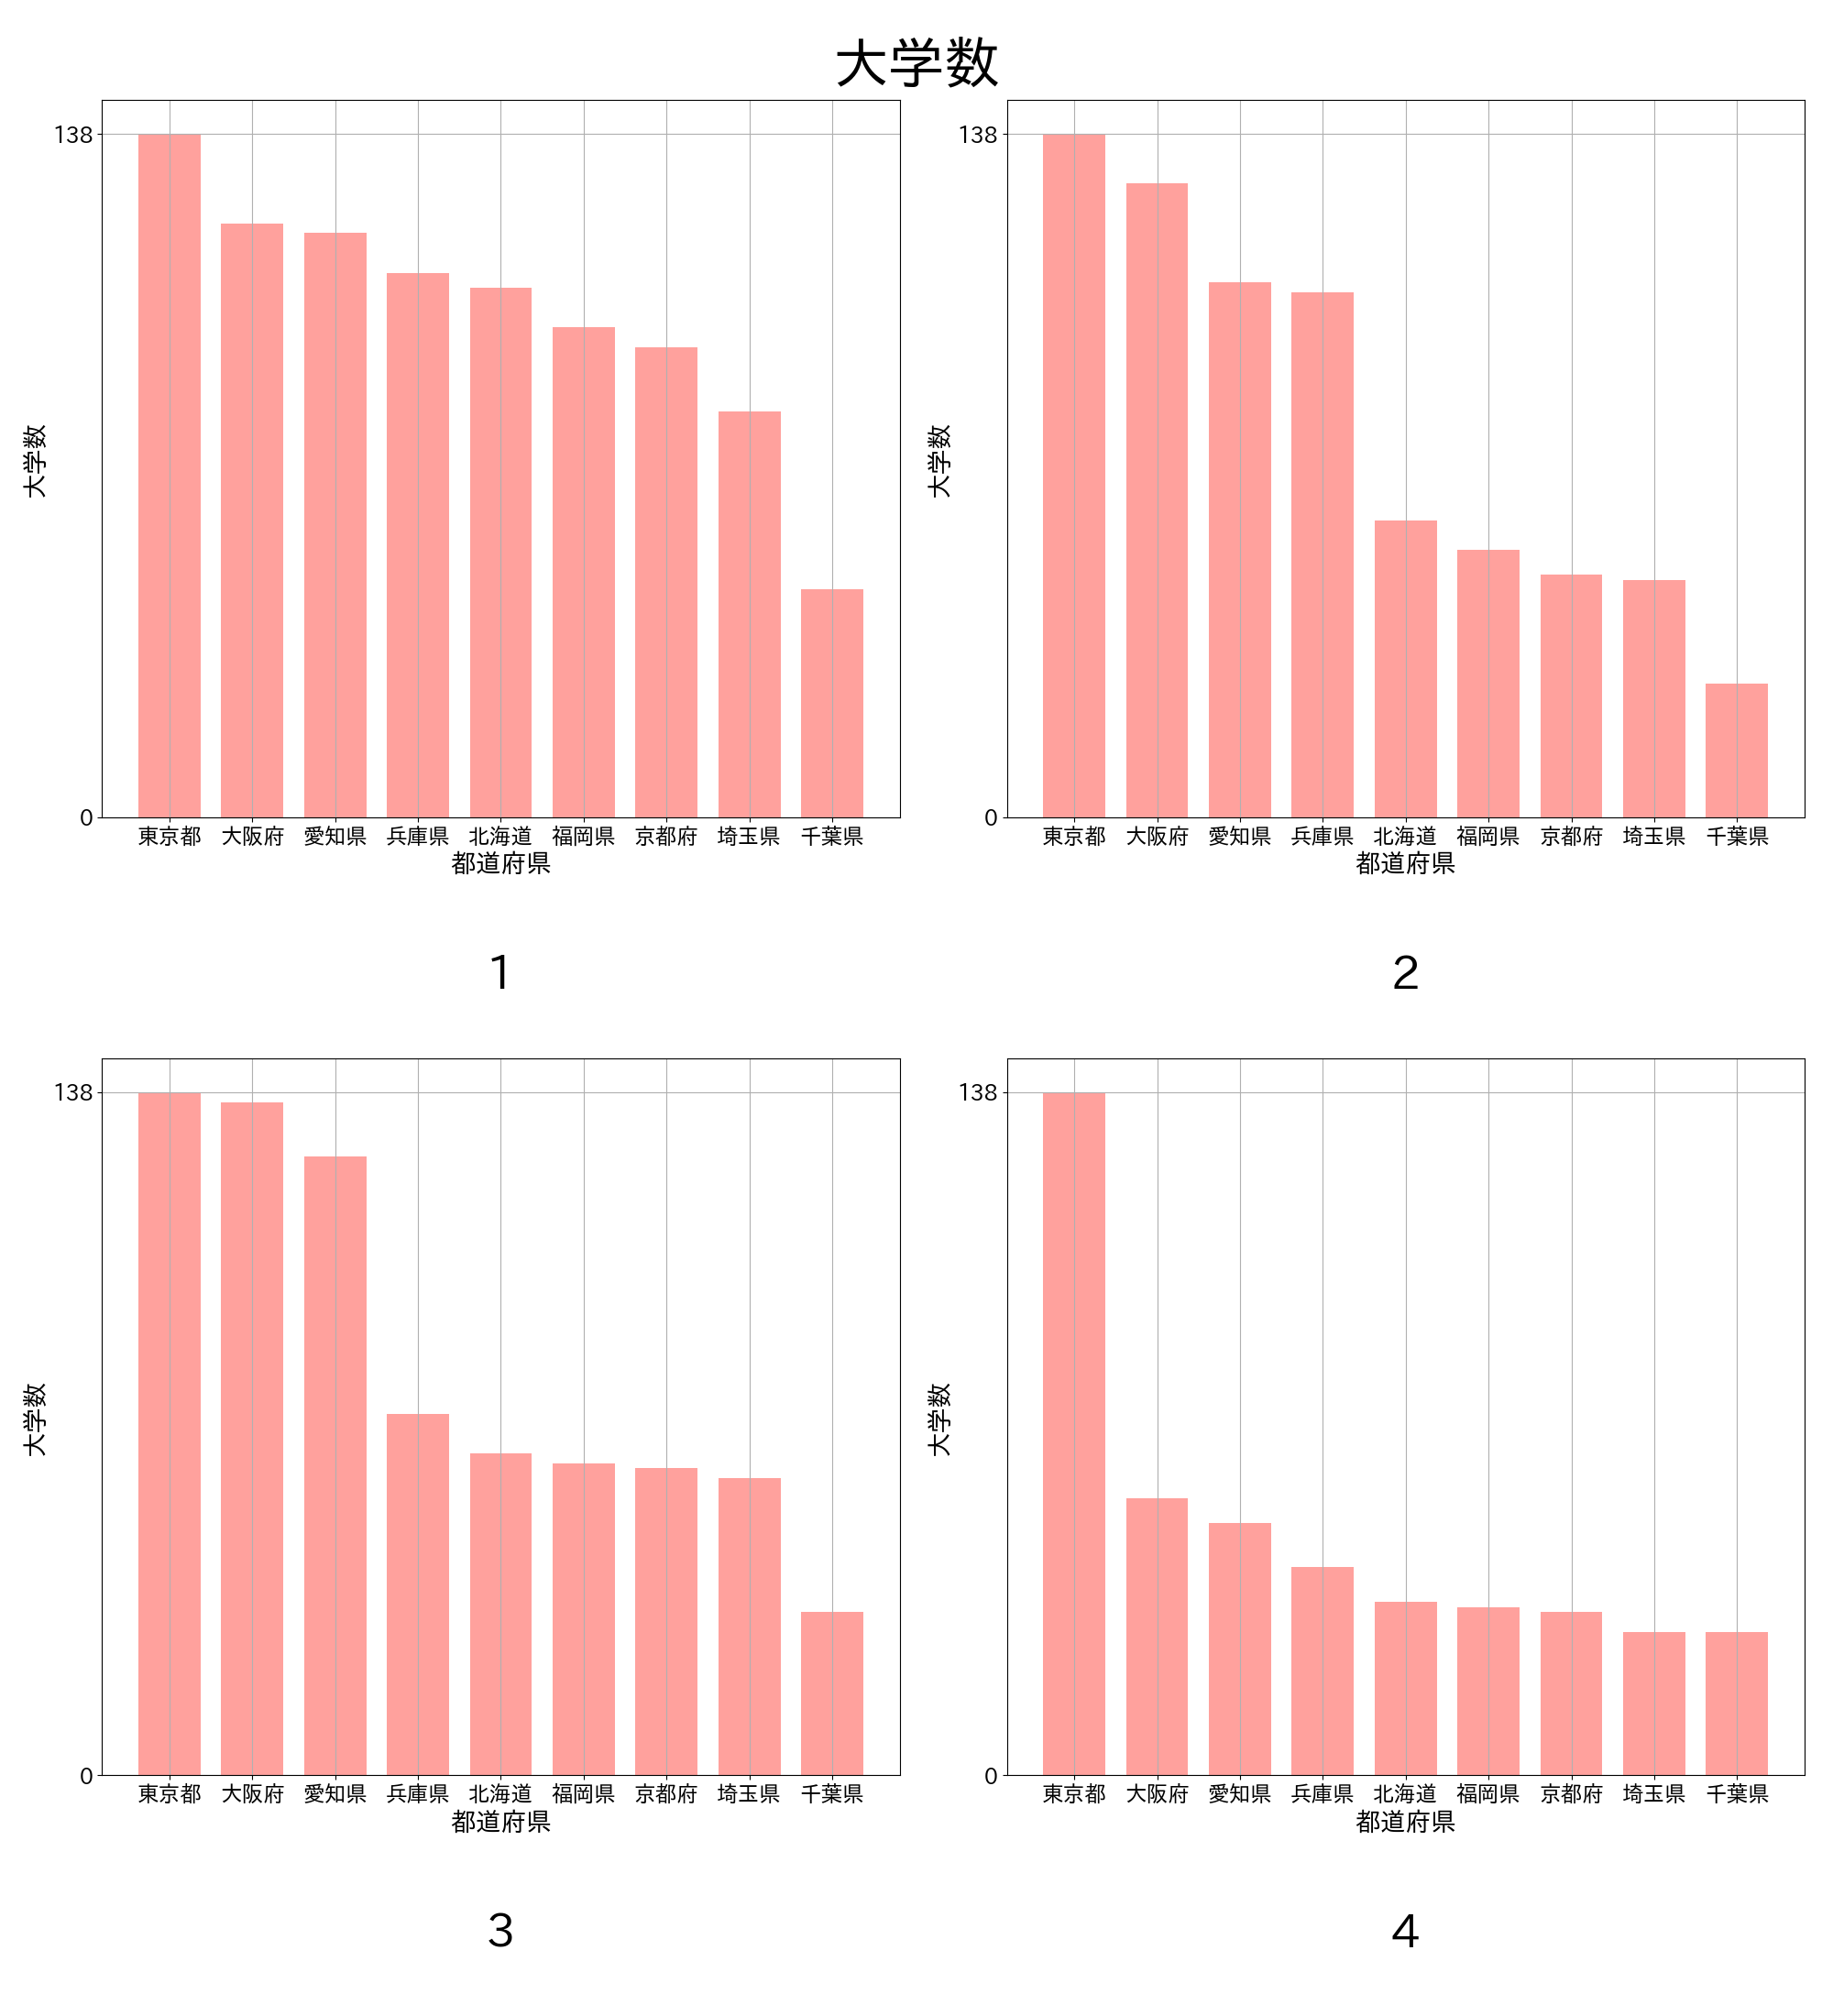 大学数
138
0
大学数
東京都 大阪府 愛知県 兵庫県 北海道 福岡県 京都府 埼玉県 千葉県
都道府県
1
138
0
大学数
東京都 大阪府 愛知県 兵庫県 北海道 福岡県 京都府 埼玉県 千葉県
都道府県
2
138
0
大学数
東京都 大阪府 愛知県 兵庫県 北海道 福岡県 京都府 埼玉県 千葉県
都道府県
3
138
0
大学数
東京都 大阪府 愛知県 兵庫県 北海道 福岡県 京都府 埼玉県 千葉県
都道府県
4